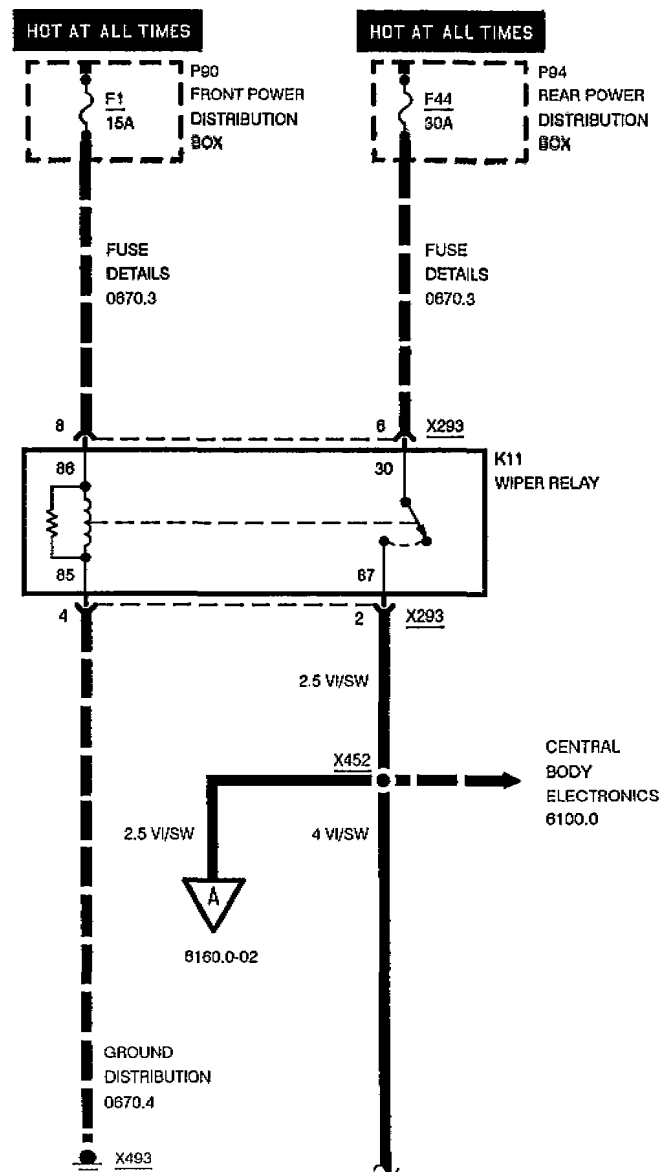 HOT AT ALL TIMES
HOT AT ALL TIMES
P90
FRONT POWER
DISTRIBUTION
BOX
F1
15A
P94
REAR POWER
DISTRIBUTION
BOX
F44
30A
FUSE
DETAILS
0670.3
FUSE
DETAILS
0670.3
8
6
X293
K11
WIPER RELAY
86
30
85
87
4
2
X293
2.5 VI/SW
X452
CENTRAL
BODY
ELECTRONICS
6100.0
2.5 VI/SW
4 VI/SW
A
6160.0-02
GROUND
DISTRIBUTION
0670.4
X493